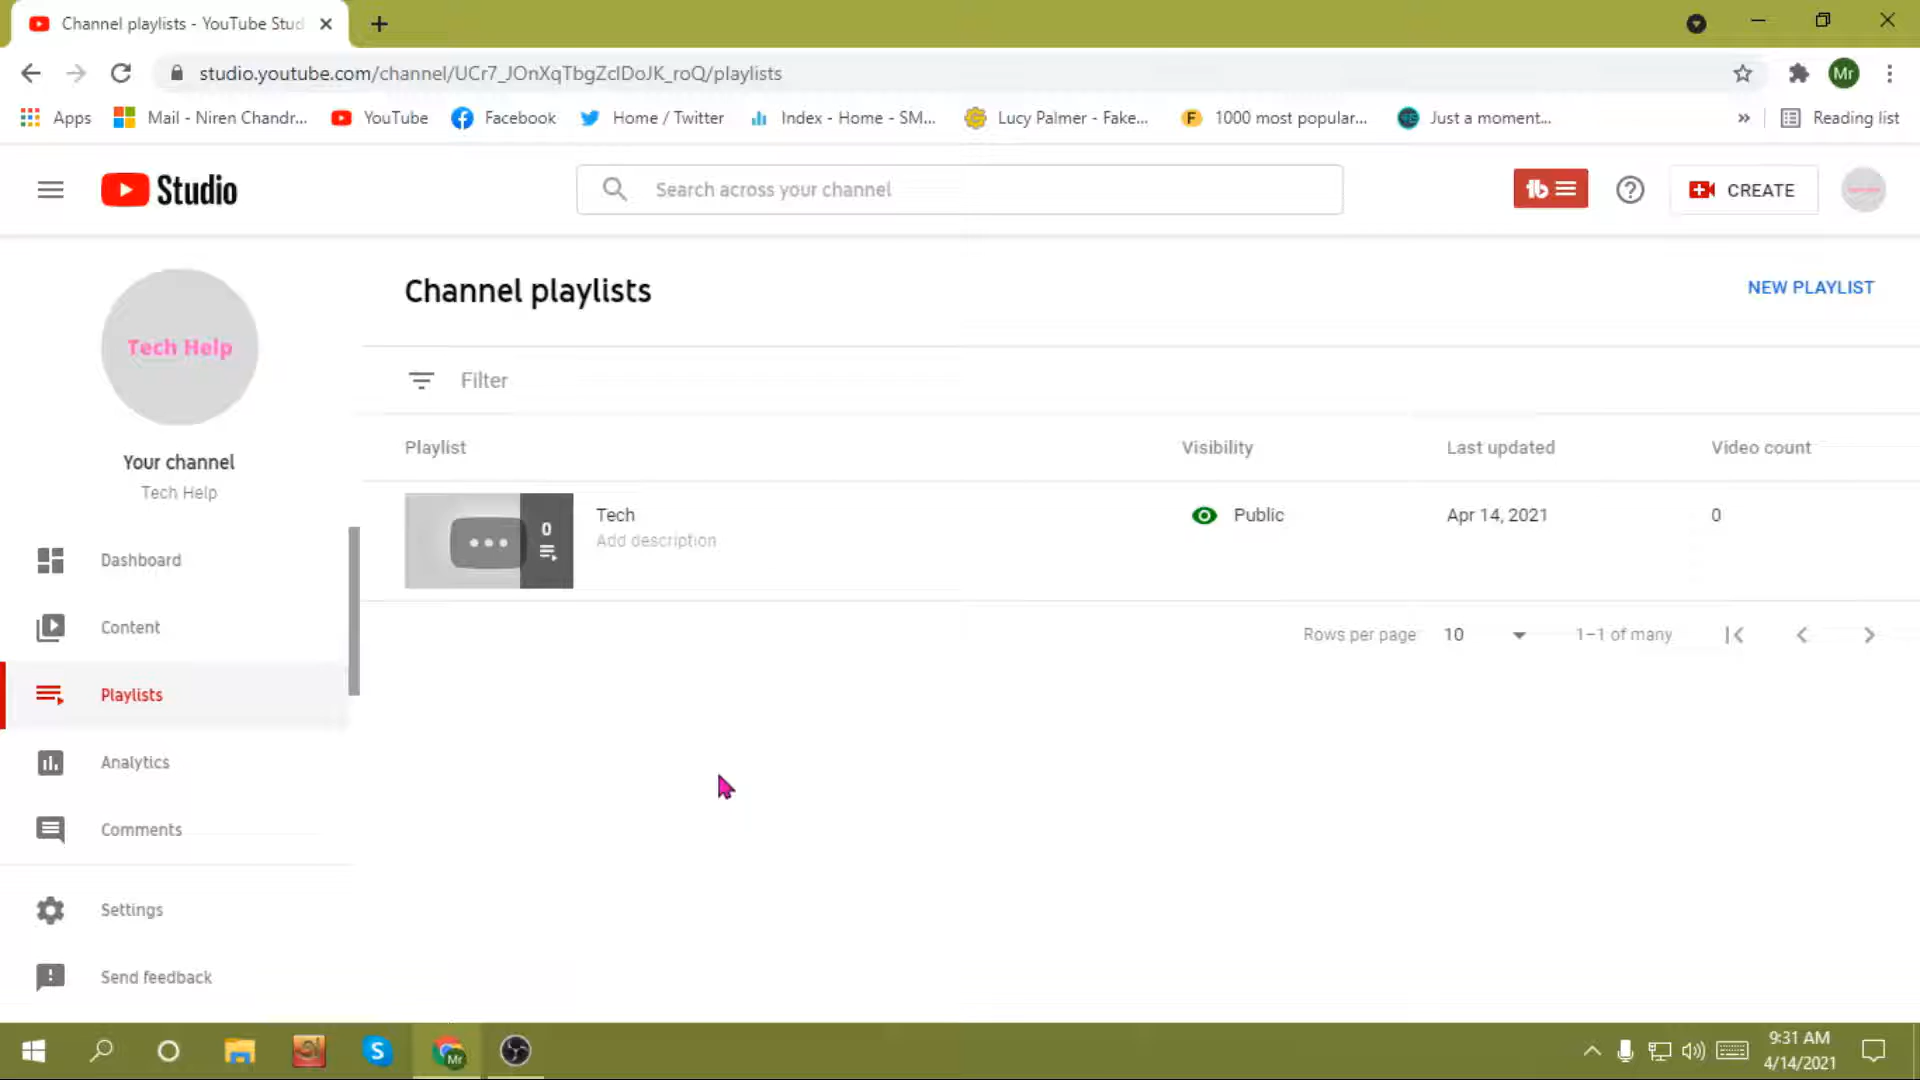 Channel playlists - YouTube Stud
studio.youtube.com/channel/UCr7_JOnXqTbgZclDoJK_roQ/playlists
Mr
Apps
Mail - Niren Chandr...
YouTube
Facebook
Home / Twitter
Index - Home - SM...
Lucy Palmer - Fake...
F
1000 most popular...
Just a moment...
»
Reading list
Studio
Search across your channel
CREATE
Tech Help
Your channel
Tech Help
Dashboard
Content
Playlists
Analytics
Comments
Settings
Send feedback
Channel playlists
NEW PLAYLIST
Filter
Playlist
Visibility
Last updated
Video count
0
Tech
Add description
Public
Apr 14, 2021
0
Rows per page
10
1–1 of many
S
Mr
9:31 AM
4/14/2021